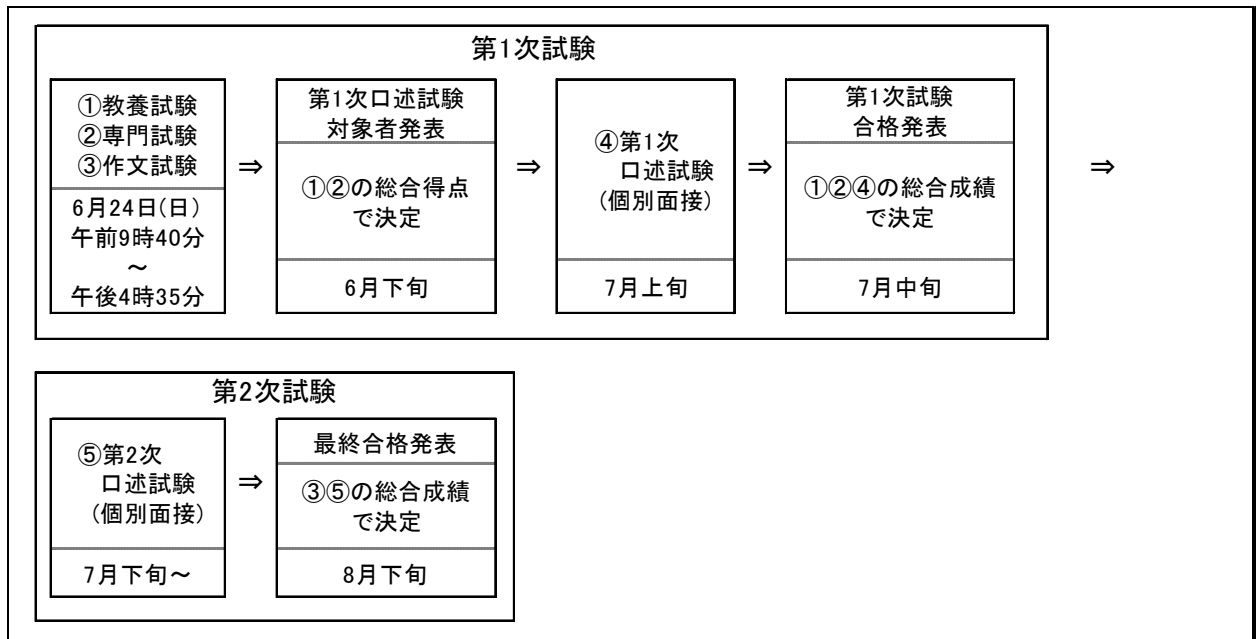 第1次試験
①教養試験
②専門試験
③作文試験
6月24日(日)
午前9時40分
～
午後4時35分
⇒
第1次口述試験
対象者発表
①②の総合得点
で決定
6月下旬
⇒
④第1次
口述試験
(個別面接)
7月上旬
⇒
第1次試験
合格発表
①②④の総合成績
で決定
7月中旬
⇒
第2次試験
⑤第2次
口述試験
(個別面接)
7月下旬～
⇒
最終合格発表
③⑤の総合成績
で決定
8月下旬